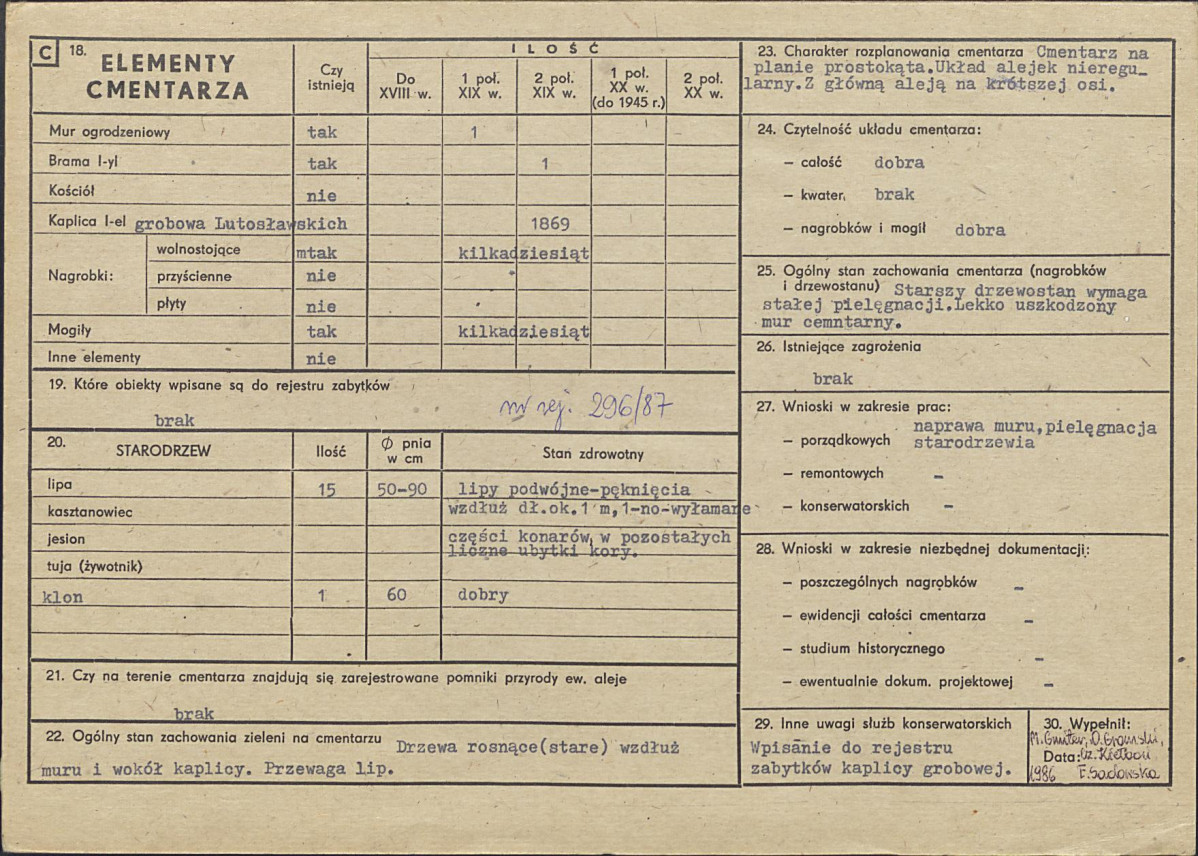 C 18. ELEMENTY CMENTARZA
Czy istnieją
ILOŚĆ
Do XVIII w.
1 poł. XIX w.
2 poł. XIX w.
1 poł. XX w. (do 1945 r.)
2 poł. XX w.
Mur ogrodzeniowy tak 1
Brama I-yl tak 1
Kościół nie
Kaplica I-el grobowa Lutosławskich 1869
Nagrobki: wolnostojące mtak kilkadziesiąt
przyścienne nie
płyty nie
Mogiły tak kilkadziesiąt
Inne elementy nie
19. Które obiekty wpisane są do rejestru zabytków
brak nr rej. 296/87
20. STARODRZEW Ilość Ø pnia w cm Stan zdrowotny
lipa 15 50-90 lipy podwójne-pęknięcia
kasztanowiec wzdłuż dł.ok.1 m,1-no-wyłamane
jesion części konarów, w pozostałych
liczne ubytki kory.
tuja (żywotnik)
klon 1 60 dobry
21. Czy na terenie cmentarza znajdują się zarejestrowane pomniki przyrody ew. aleje
brak
22. Ogólny stan zachowania zieleni na cmentarzu Drzewa rosnące(stare) wzdłuż
muru i wokół kaplicy. Przewaga lip.
23. Charakter rozplanowania cmentarza Cmentarz na
planie prostokąta.Układ alejek nieregu_
larny.Z główną aleją na krótszej osi.
24. Czytelność układu cmentarza:
– całość dobra
– kwater, brak
– nagrobków i mogił dobra
25. Ogólny stan zachowania cmentarza (nagrobków
i drzewostanu) Starszy drzewostan wymaga
stałej pielęgnacji.Lekko uszkodzony
mur cemntarny.
26. Istniejące zagrożenia
brak
27. Wnioski w zakresie prac:
– porządkowych naprawa muru,pielęgnacja
starodrzewia
– remontowych –
– konserwatorskich –
28. Wnioski w zakresie niezbędnej dokumentacji:
– poszczególnych nagrobków –
– ewidencji całości cmentarza –
– studium historycznego –
– ewentualnie dokum. projektowej –
29. Inne uwagi służb konserwatorskich
Wpisanie do rejestru
zabytków kaplicy grobowej.
30. Wypełnił:
M. Gmiter, D. Gromski,
Data: Cz. Kiełbon
1986 F. Sadowska